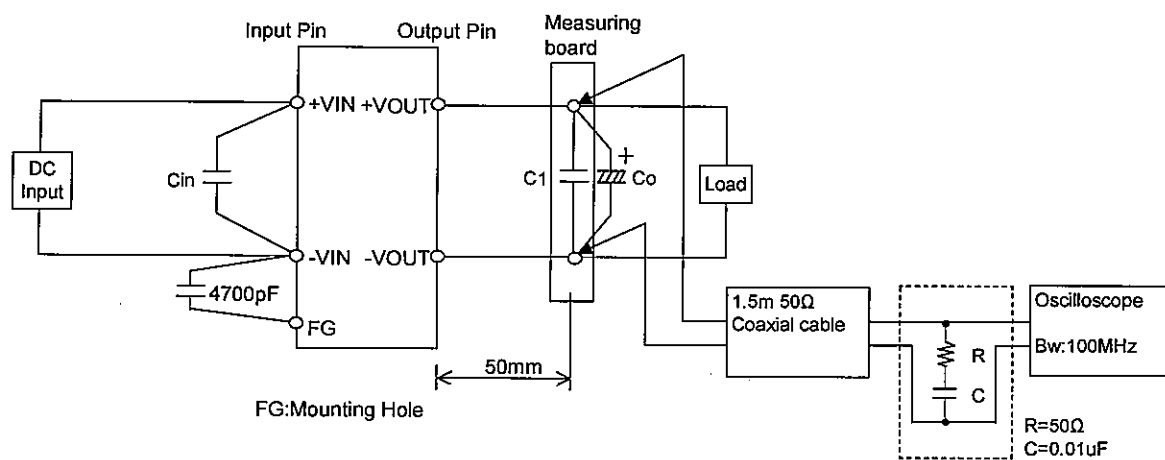 Input Pin
Output Pin
Measuring
board
+VIN
+VOUT
DC
Input
Cin
C1
+
Co
Load
-VIN
-VOUT
4700pF
FG
50mm
FG:Mounting Hole
1.5m 50Ω
Coaxial cable
R
C
Oscilloscope
Bw:100MHz
R=50Ω
C=0.01uF